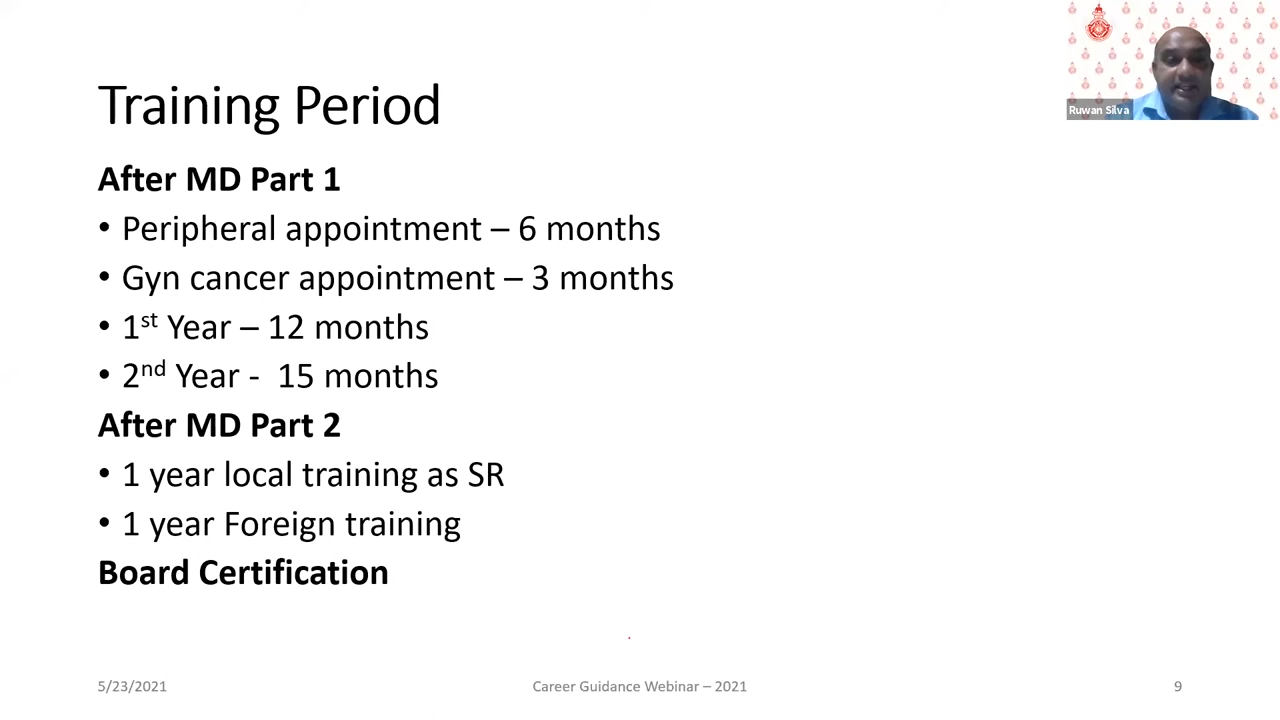 Training Period
Ruwan Silva
After MD Part 1
• Peripheral appointment – 6 months
• Gyn cancer appointment – 3 months
• 1st Year – 12 months
• 2nd Year -  15 months
After MD Part 2
• 1 year local training as SR
• 1 year Foreign training
Board Certification
5/23/2021
Career Guidance Webinar – 2021
9